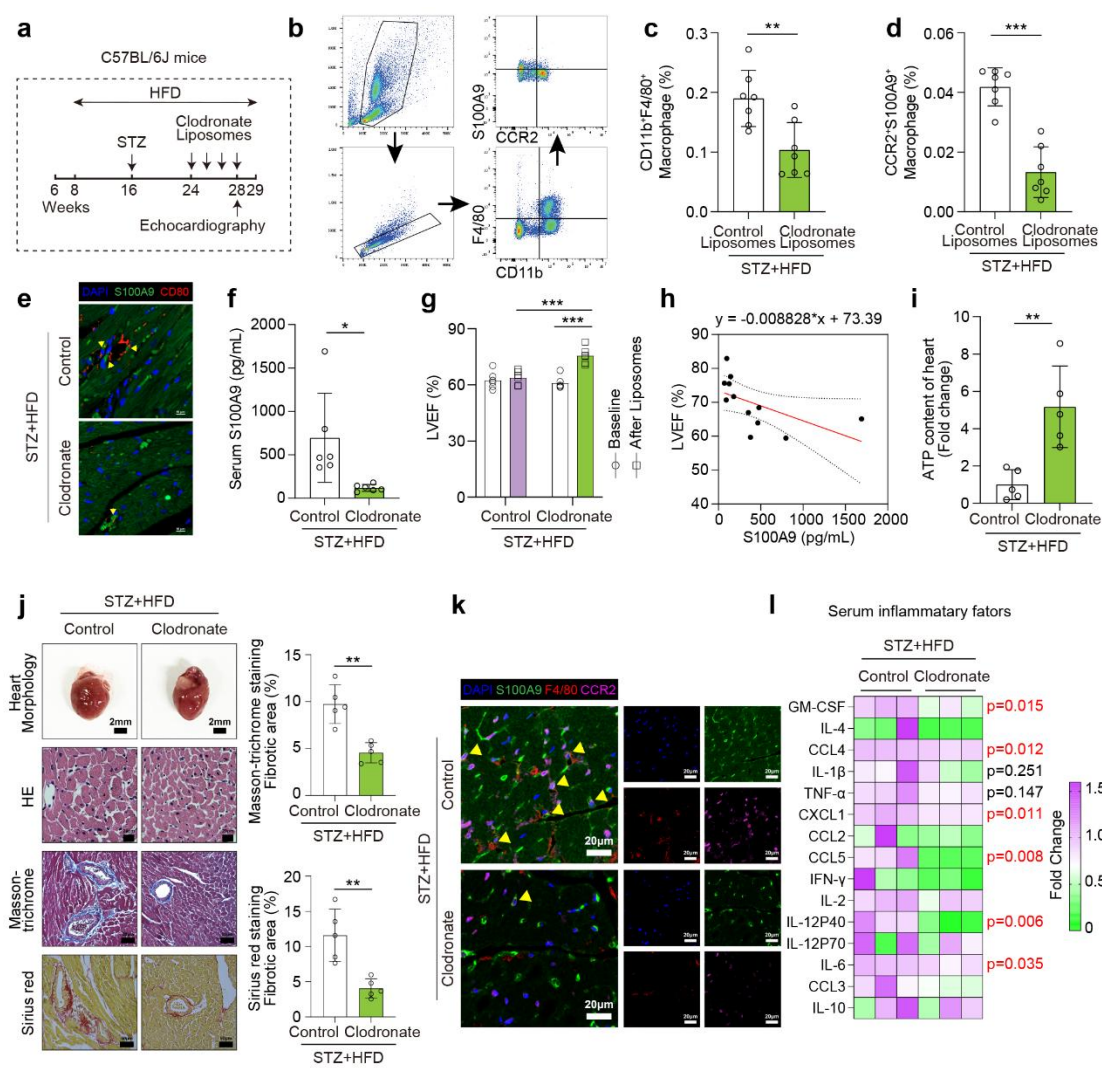 a
C57BL/6J mice
HFD
STZ
Clodronate
Liposomes
6 8 16 24 28 29
Weeks
Echocardiography
b
S100A9
CCR2
F4/80
CD11b
c
CD11b⁺F4/80⁺
Macrophage (%)
0.3
0.2
0.1
0.0
**
Control
Liposomes
Clodronate
Liposomes
STZ+HFD
d
CCR2⁺S100A9⁺
Macrophage (%)
0.06
0.04
0.02
0.00
***
Control
Liposomes
Clodronate
Liposomes
STZ+HFD
e
DAPI S100A9 CD80
STZ+HFD
Control
Clodronate
f
Serum S100A9 (pg/mL)
2000
1500
1000
500
0
*
Control Clodronate
STZ+HFD
g
LVEF (%)
90
60
30
0
***
***
Control Clodronate
STZ+HFD
Baseline
After Liposomes
h
y = -0.008828*x + 73.39
LVEF (%)
90
80
70
60
50
40
0 500 1000 1500 2000
S100A9 (pg/mL)
i
ATP content of heart
(Fold change)
10
8
6
4
2
0
**
Control
Clodronate
STZ+HFD
j
STZ+HFD
Control Clodronate
Heart
Morphology
2mm
2mm
HE
Masson-
trichrome
Sirius red
Masson-trichrome staining
Fibrotic area (%)
15
10
5
0
**
Control Clodronate
STZ+HFD
Sirius red staining
Fibrotic area (%)
20
15
10
5
0
**
Control Clodronate
STZ+HFD
k
DAPI S100A9 F4/80 CCR2
STZ+HFD
Control
Clodronate
20μm
20μm
20μm
20μm
20μm
20μm
20μm
20μm
20μm
20μm
l
Serum inflammatary fators
STZ+HFD
Control Clodronate
GM-CSF p=0.015
IL-4
CCL4 p=0.012
IL-1β p=0.251
TNF-α p=0.147
CXCL1 p=0.011
CCL2
CCL5 p=0.008
IFN-γ
IL-2
IL-12P40 p=0.006
IL-12P70
IL-6 p=0.035
CCL3
IL-10
Fold Change
1.5
1
0